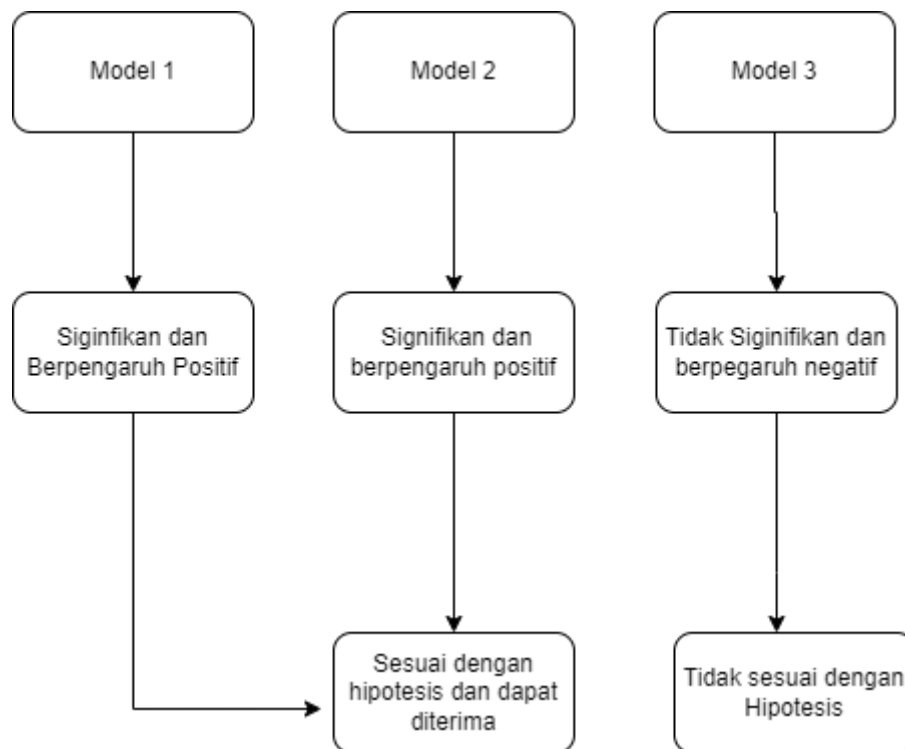 Model 1
Model 2
Model 3
Siginfikan dan
Berpengaruh Positif
Signifikan dan
berpengaruh positif
Tidak Siginifikan dan
berpegaruh negatif
Sesuai dengan
hipotesis dan dapat
diterima
Tidak sesuai dengan
Hipotesis